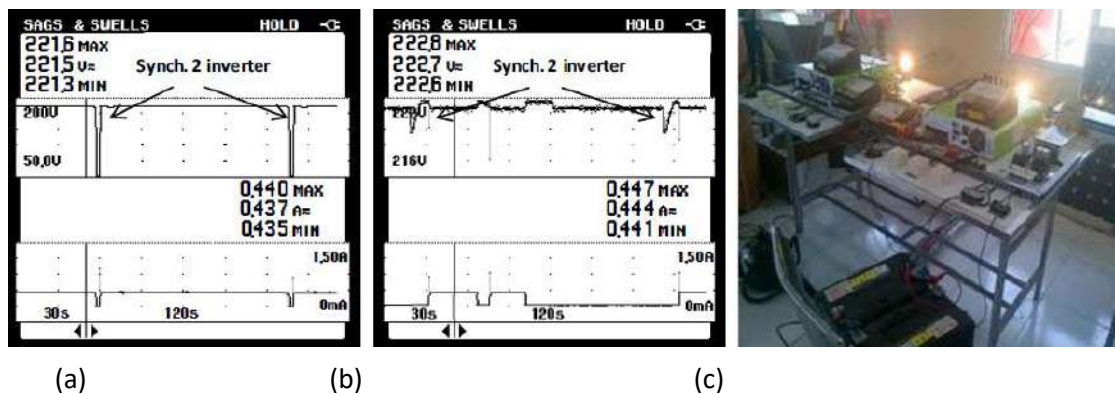 SAGS & SWELLS HOLD
221,6 MAX
221,5 V≂
221,3 MIN
Synch. 2 inverter
200V
50,0V
0,440 MAX
0,437 A≂
0,435 MIN
1,50A
0mA
30s 120s
SAGS & SWELLS HOLD
222,8 MAX
222,7 V≂
222,6 MIN
Synch. 2 inverter
216V
0,447 MAX
0,444 A≂
0,441 MIN
1,50A
0mA
30s 120s
(a) (b) (c)